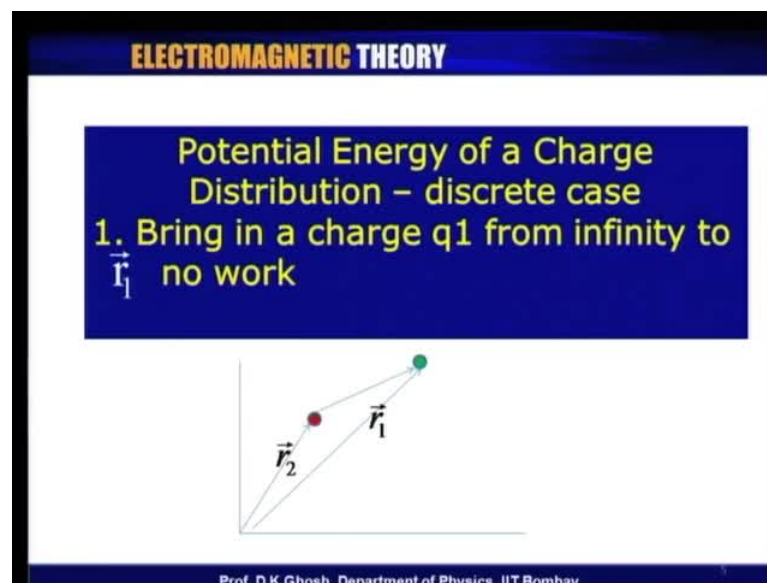 ELECTROMAGNETIC THEORY
Potential Energy of a Charge
Distribution – discrete case
1. Bring in a charge q1 from infinity to
r⃗₁ no work
r⃗₁
r⃗₂
Prof. D.K.Ghosh, Department of Physics, IIT Bombay
5